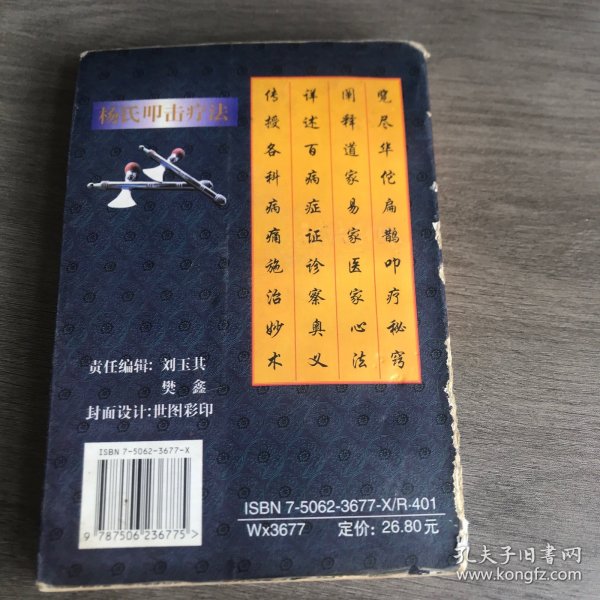 杨氏叩击疗法
览尽华佗扁鹊叩疗秘窍
阐释道家易家医家心法
详述百病症证诊察奥义
传授各科病痛施治妙术
责任编辑：刘玉其
樊鑫
封面设计：世图彩印
ISBN 7-5062-3677-X
9 787506 236775>
ISBN 7-5062-3677-X/R·401
Wx3677 定价：26.80元
孔夫子旧书网
www.kongfz.com